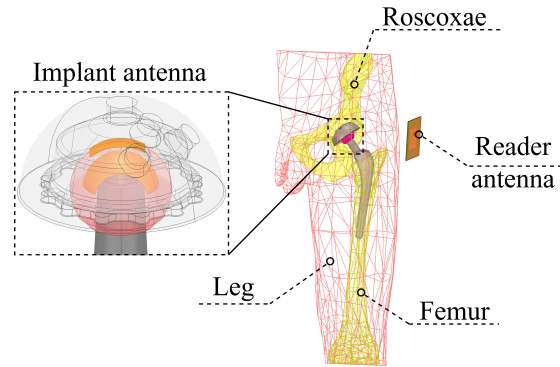 Roscoxae
Implant antenna
Reader
antenna
Leg
Femur